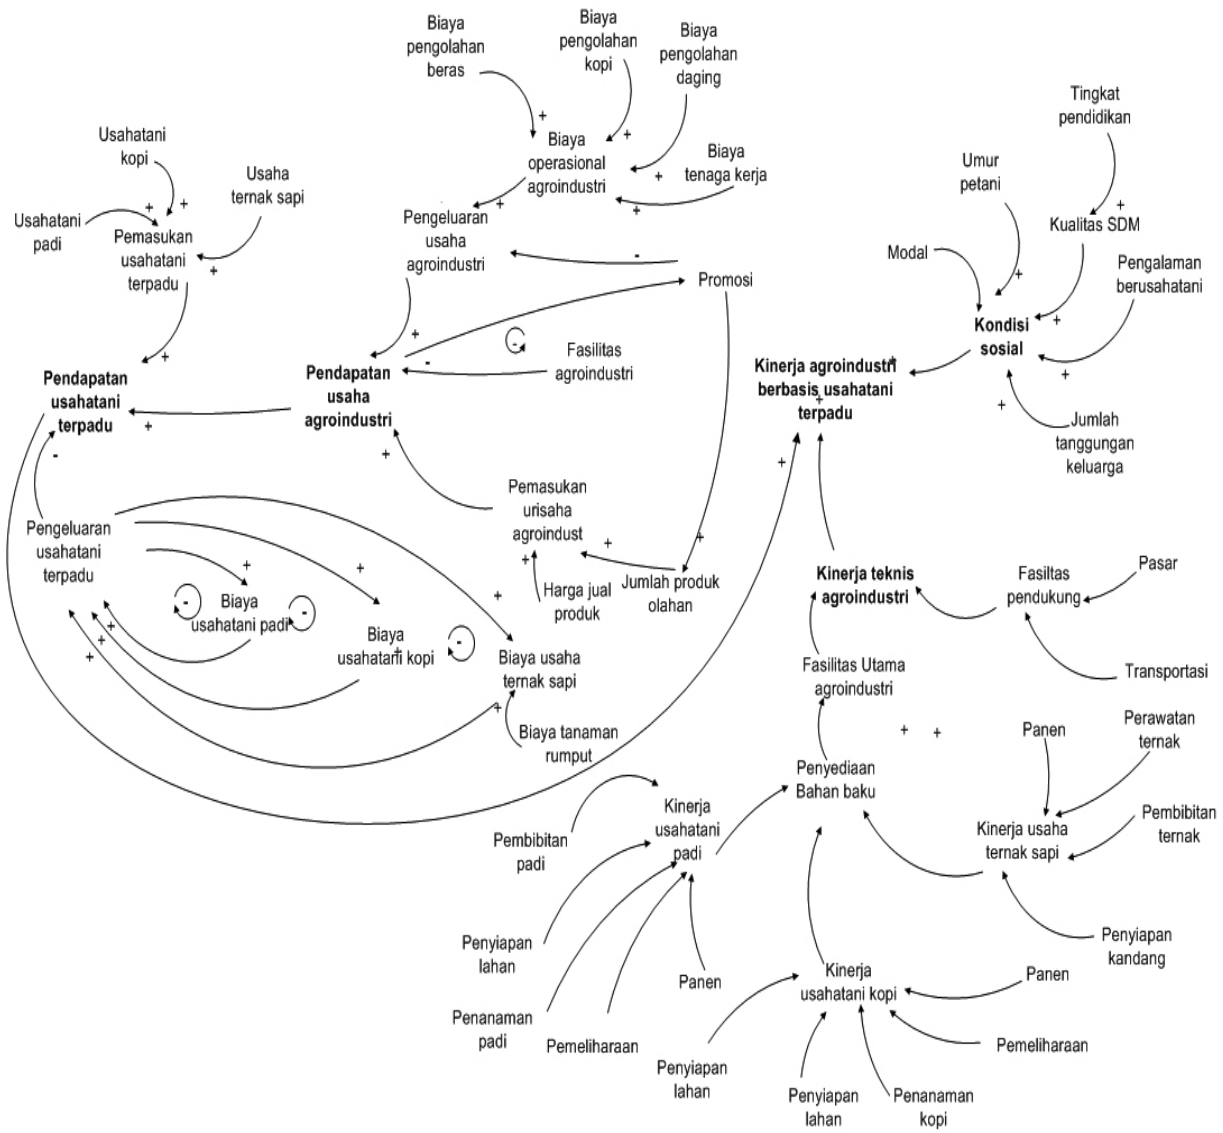 Biaya
pengolahan
beras
Biaya
pengolahan
kopi
Biaya
pengolahan
daging
Biaya
operasional
agroindustri
Biaya
tenaga kerja
Usahatani
kopi
Usaha
ternak sapi
Usahatani
padi
Pemasukan
usahatani
terpadu
Pengeluaran
usaha
agroindustri
Promosi
Fasilitas
agroindustri
Tingkat
pendidikan
Umur
petani
Kualitas SDM
Modal
Pengalaman
berusahatani
Kondisi
sosial
Jumlah
tanggungan
keluarga
Kinerja agroindustri
berbasis usahatani
terpadu
Pendapatan
usahatani
terpadu
Pendapatan
usaha
agroindustri
Pemasukan
urisaha
agroindust
Harga jual
produk
Jumlah produk
olahan
Pengeluaran
usahatani
terpadu
Biaya
usahatani padi
Biaya
usahatani kopi
Biaya usaha
ternak sapi
Biaya tanaman
rumput
Kinerja teknis
agroindustri
Fasiltas
pendukung
Pasar
Transportasi
Fasilitas Utama
agroindustri
Penyediaan
Bahan baku
Panen
Perawatan
ternak
Kinerja usaha
ternak sapi
Pembibitan
ternak
Penyiapan
kandang
Kinerja
usahatani
padi
Pembibitan
padi
Penyiapan
lahan
Penanaman
padi
Pemeliharaan
Panen
Kinerja
usahatani kopi
Panen
Pemeliharaan
Penyiapan
lahan
Penyiapan
lahan
Penanaman
kopi